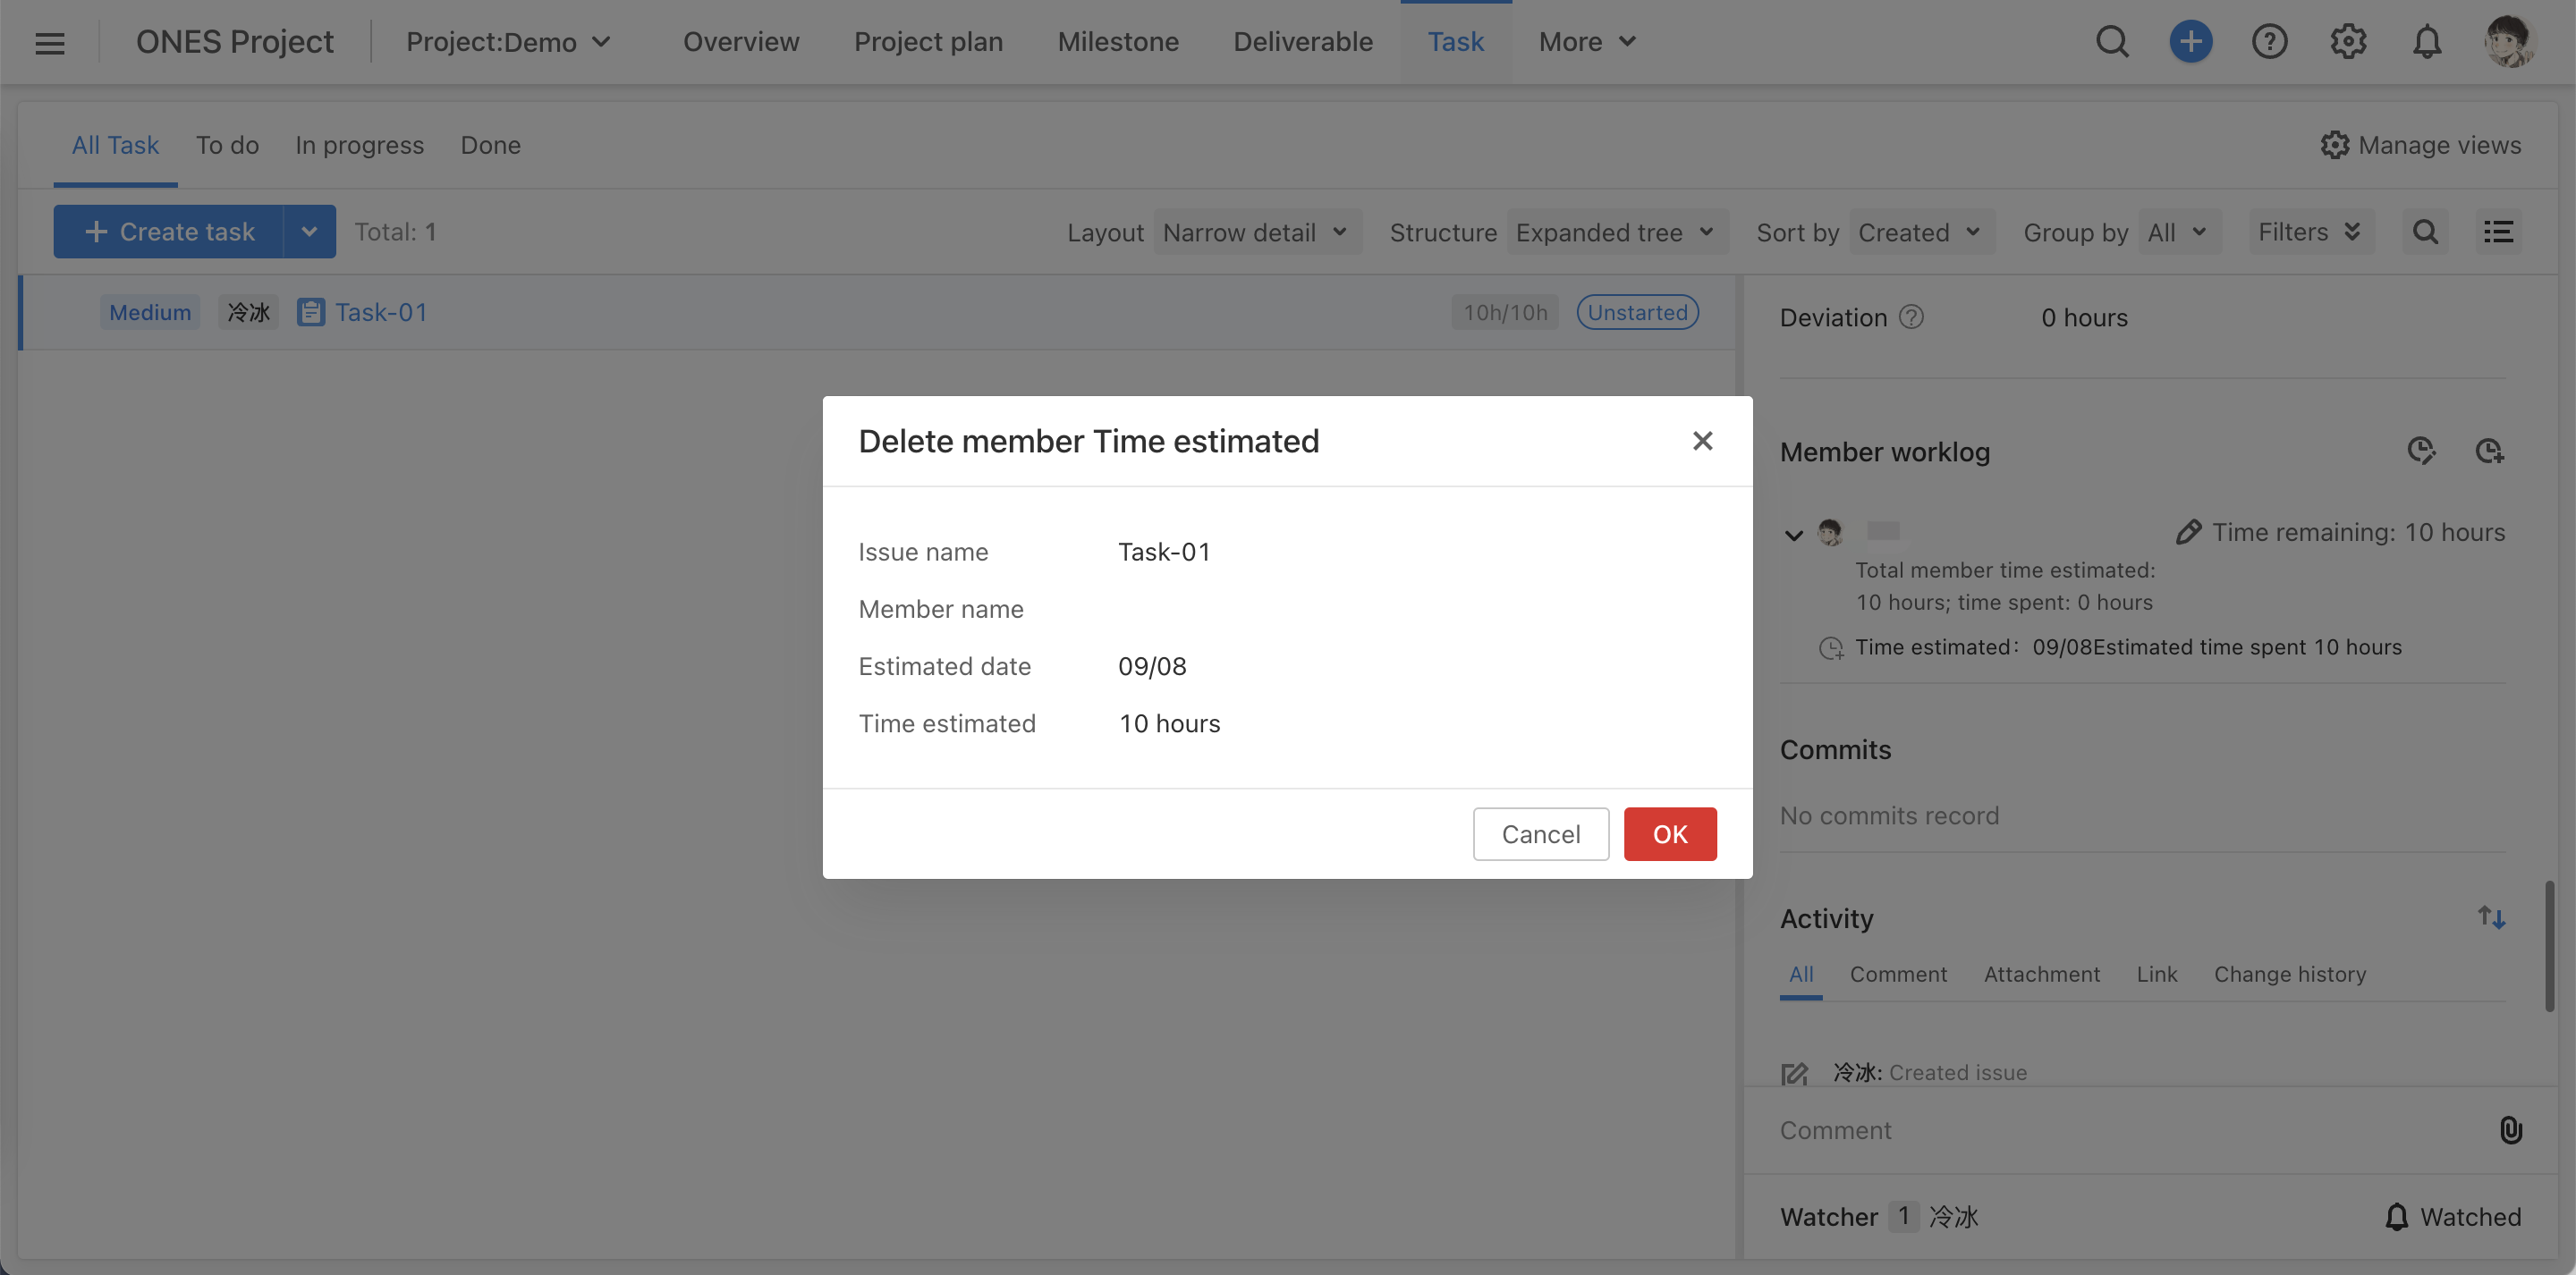 ONES Project Project:Demo Overview Project plan Milestone Deliverable Task More
All Task To do In progress Done Manage views
Create task Total: 1 Layout Narrow detail Structure Expanded tree Sort by Created Group by All Filters
Medium 冷冰 Task-01 10h/10h Unstarted
Deviation 0 hours
Member worklog
Time remaining: 10 hours
Total member time estimated:
10 hours; time spent: 0 hours
Time estimated: 09/08Estimated time spent 10 hours
Commits
No commits record
Activity
All Comment Attachment Link Change history
冷冰: Created issue
Comment
Watcher 1 冷冰 Watched
Delete member Time estimated
Issue name Task-01
Member name
Estimated date 09/08
Time estimated 10 hours
Cancel OK